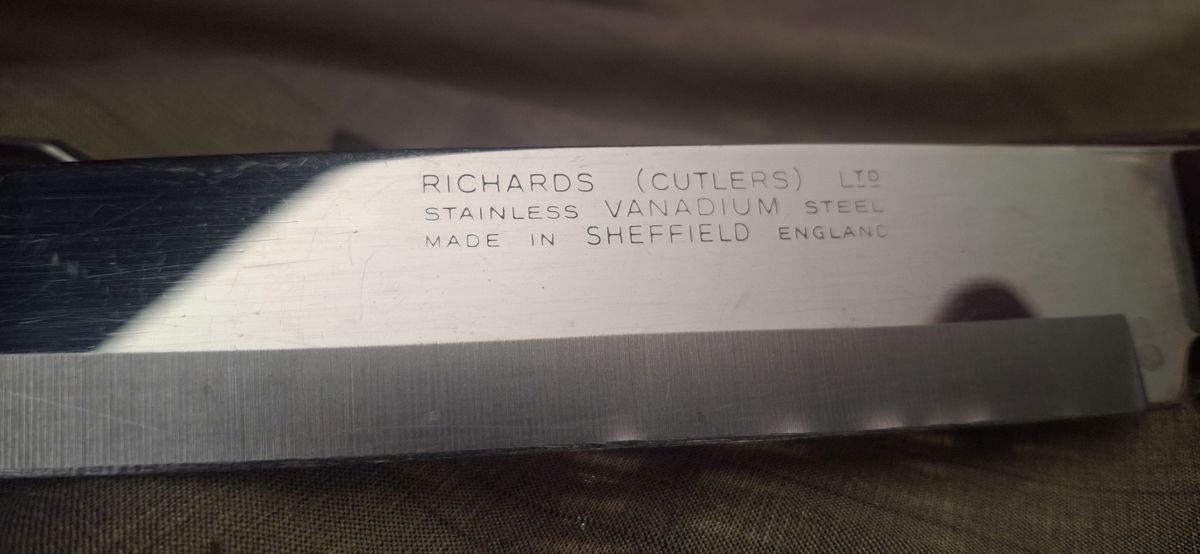 RICHARDS (CUTLERS) LTD
STAINLESS VANADIUM STEEL
MADE IN SHEFFIELD ENGLAND